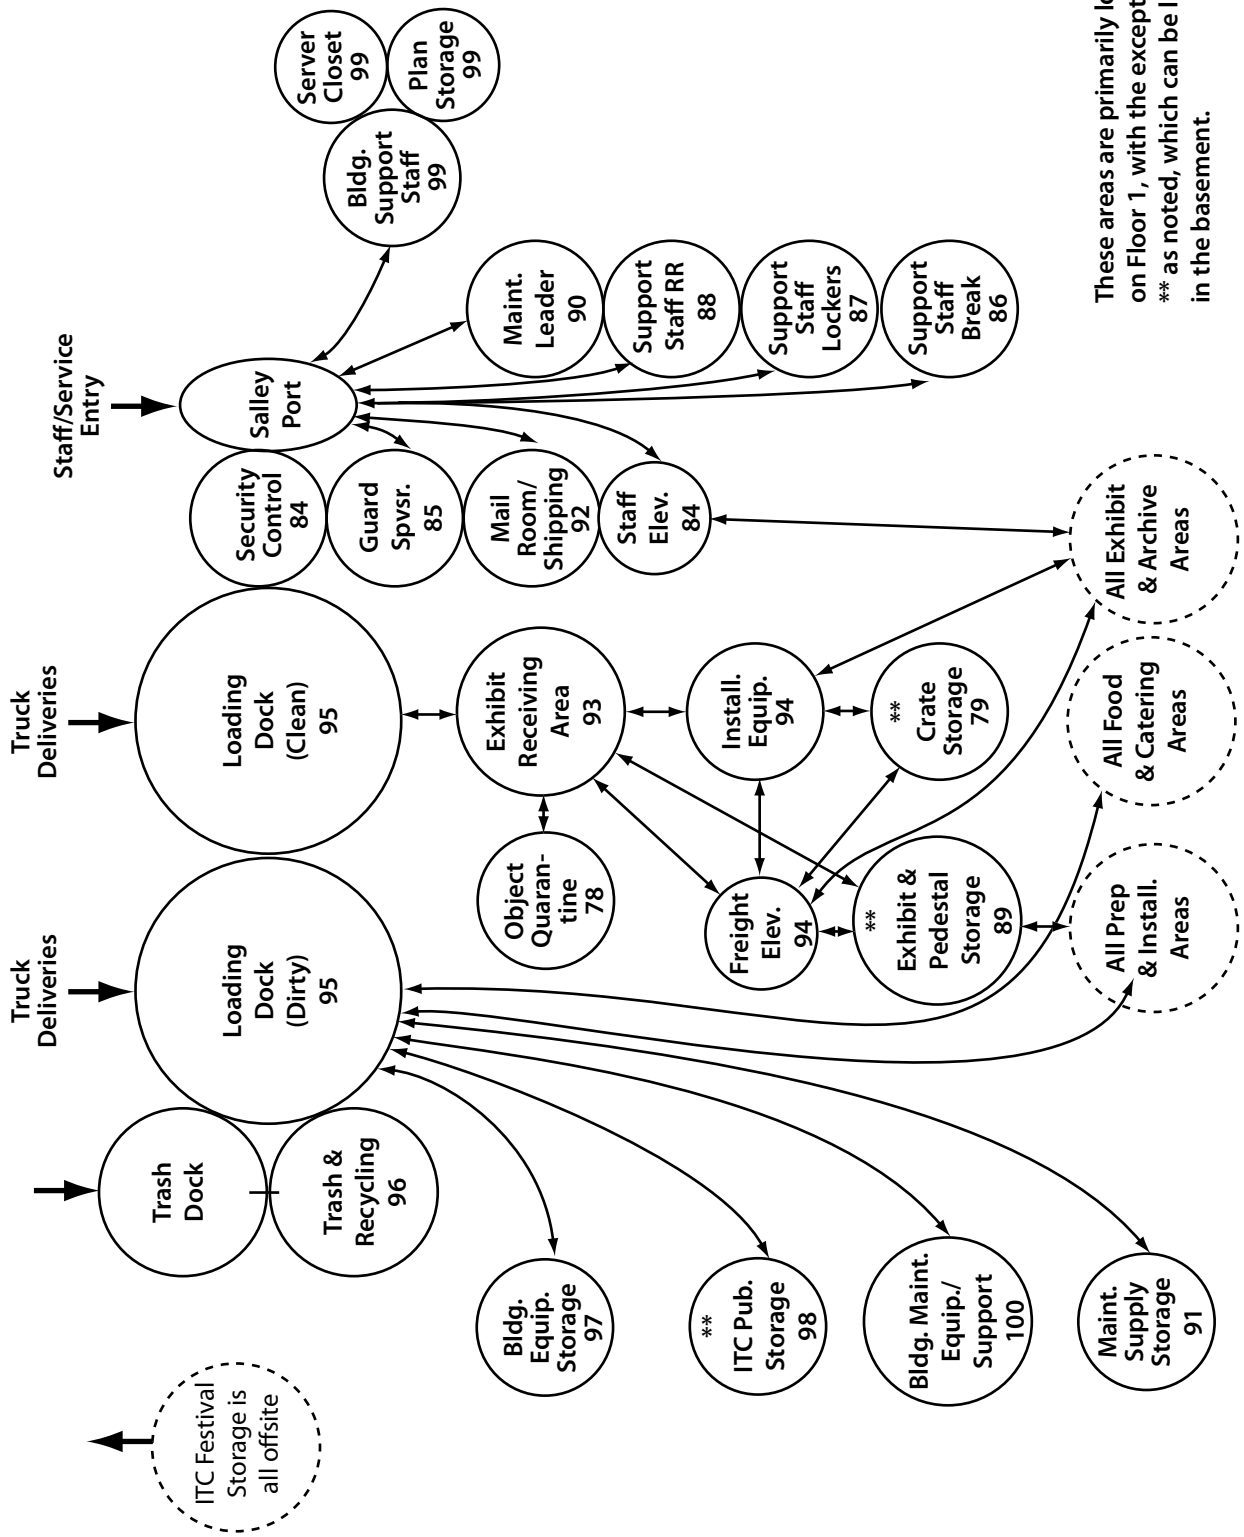 ITC Festival
Storage is
all offsite
Trash
Dock
Trash &
Recycling
96
Truck
Deliveries
Loading
Dock
(Dirty)
95
Truck
Deliveries
Loading
Dock
(Clean)
95
Staff/Service
Entry
Security
Control
84
Salley
Port
Guard
Spvsr.
85
Mail
Room/
Shipping
92
Staff
Elev.
84
Server
Closet
99
Plan
Storage
99
Bldg.
Support
Staff
99
Maint.
Leader
90
Support
Staff RR
88
Support
Staff
Lockers
87
Support
Staff
Break
86
Bldg.
Equip.
Storage
97
**
ITC Pub.
Storage
98
Bldg. Maint.
Equip./
Support
100
Maint.
Supply
Storage
91
Object
Quaran-
tine
78
Exhibit
Receiving
Area
93
Freight
Elev.
94
Install.
Equip.
94
**
Exhibit &
Pedestal
Storage
89
**
Crate
Storage
79
All Prep
& Install.
Areas
All Food
& Catering
Areas
All Exhibit
& Archive
Areas
These areas are primarily
on Floor 1, with the
** as noted, which can be
in the basement.